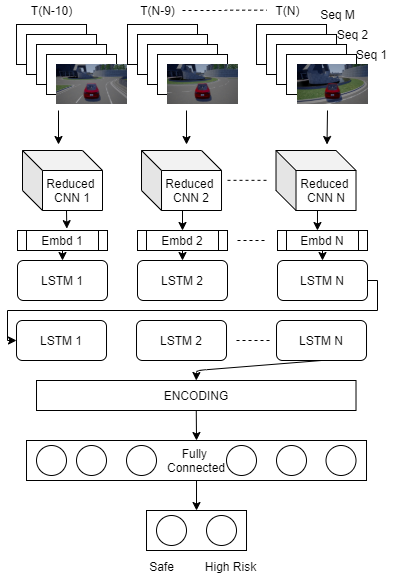 T(N-10) T(N-9) T(N) Seq M
Seq 2
Seq 1
Reduced Reduced Reduced
CNN 1 CNN 2 CNN N
Embd 1 Embd 2 Embd N
LSTM 1 LSTM 2 LSTM N
LSTM 1 LSTM 2 LSTM N
ENCODING
Fully
Connected
Safe High Risk